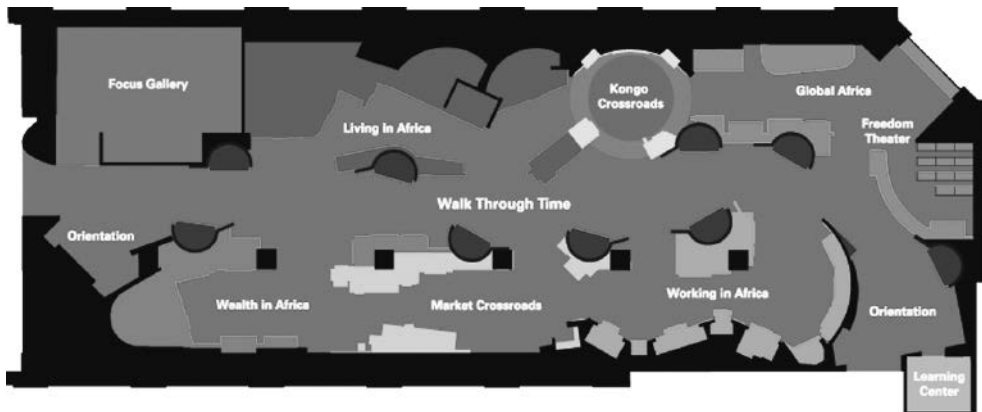 Focus Gallery
Living in Africa
Kongo
Crossroads
Global Africa
Freedom
Theater
Walk Through Time
Orientation
Wealth in Africa
Market Crossroads
Working in Africa
Orientation
Learning
Center